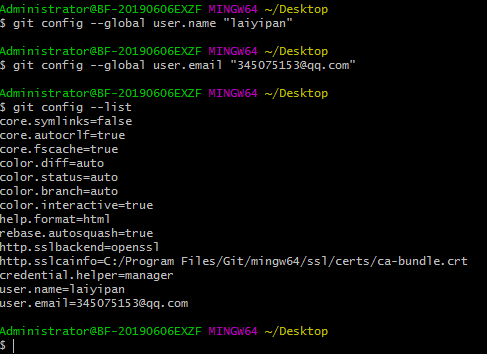 Administrator@BF-20190606EXZF MINGW64 ~/Desktop
$ git config --global user.name "laiyipan"
Administrator@BF-20190606EXZF MINGW64 ~/Desktop
$ git config --global user.email "345075153@qq.com"
Administrator@BF-20190606EXZF MINGW64 ~/Desktop
$ git config --list
core.symlinks=false
core.autocrlf=true
core.fscache=true
color.diff=auto
color.status=auto
color.branch=auto
color.interactive=true
help.format=html
rebase.autosquash=true
http.sslbackend=openssl
http.sslcainfo=C:/Program Files/Git/mingw64/ssl/certs/ca-bundle.crt
credential.helper=manager
user.name=laiyipan
user.email=345075153@qq.com
Administrator@BF-20190606EXZF MINGW64 ~/Desktop
$